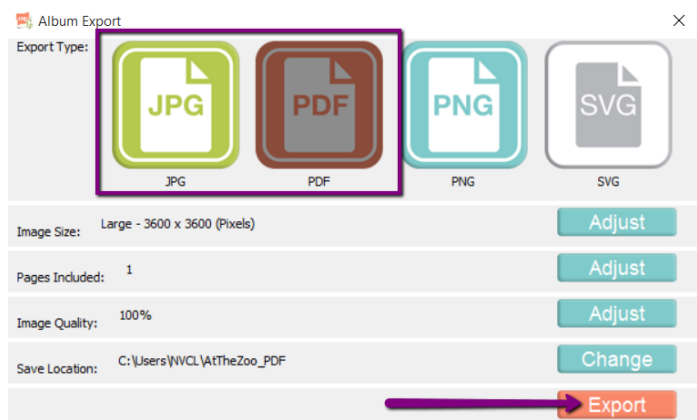 Album Export
Export Type:
JPG PDF PNG SVG
JPG PDF PNG SVG
Image Size: Large - 3600 x 3600 (Pixels) Adjust
Pages Included: 1 Adjust
Image Quality: 100% Adjust
Save Location: C:\Users\NVCL\AtTheZoo_PDF Change
Export